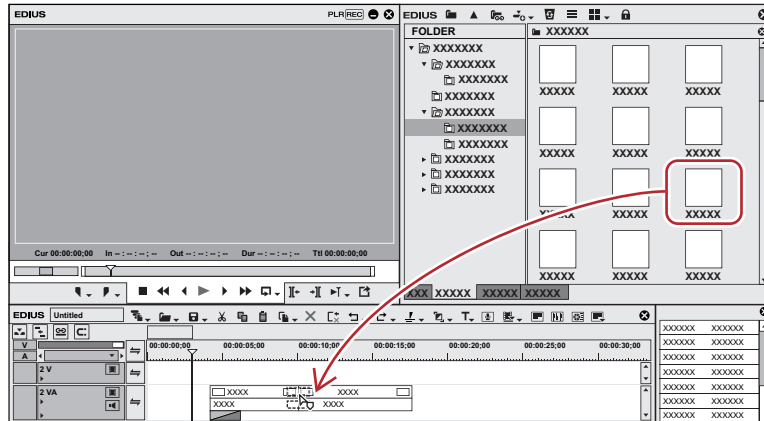 EDIUS PLR REC
Cur 00:00:00;00 In -- : -- : -- ; -- Out -- : -- : -- ; -- Dur -- : -- : -- ; -- Ttl 00:00:00;00
EDIUS
FOLDER
XXXXXXX
XXXXXXX
XXXXXXX
XXXXXXX
XXXXXXX
XXXXXXX
XXXXXXX
XXXXXXX
XXXXXXX
XXXXXXX
XXXXXX
XXXXX XXXXX XXXXX
XXXXX XXXXX XXXXX
XXXXX XXXXX XXXXX
XXXXX XXXXX XXXXX
XXX XXXXX XXXXX XXXXX
EDIUS Untitled
T
C
V
A
00:00:00;00 00:00:05;00 00:00:10;00 00:00:15;00 00:00:20;00 00:00:25;00 00:00:30;00
2 V
2 VA
XXXX XXXX
XXXX XXXX
XXXXXX XXXXXX
XXXXXX XXXXXX
XXXXXX XXXXXX
XXXXXX XXXXXX
XXXXXX XXXXXX
XXXXXX XXXXXX
XXXXXX XXXXXX